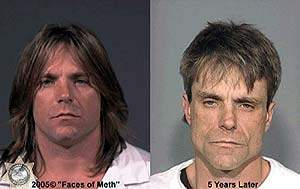 2005© "Faces of Meth"
5 Years Later